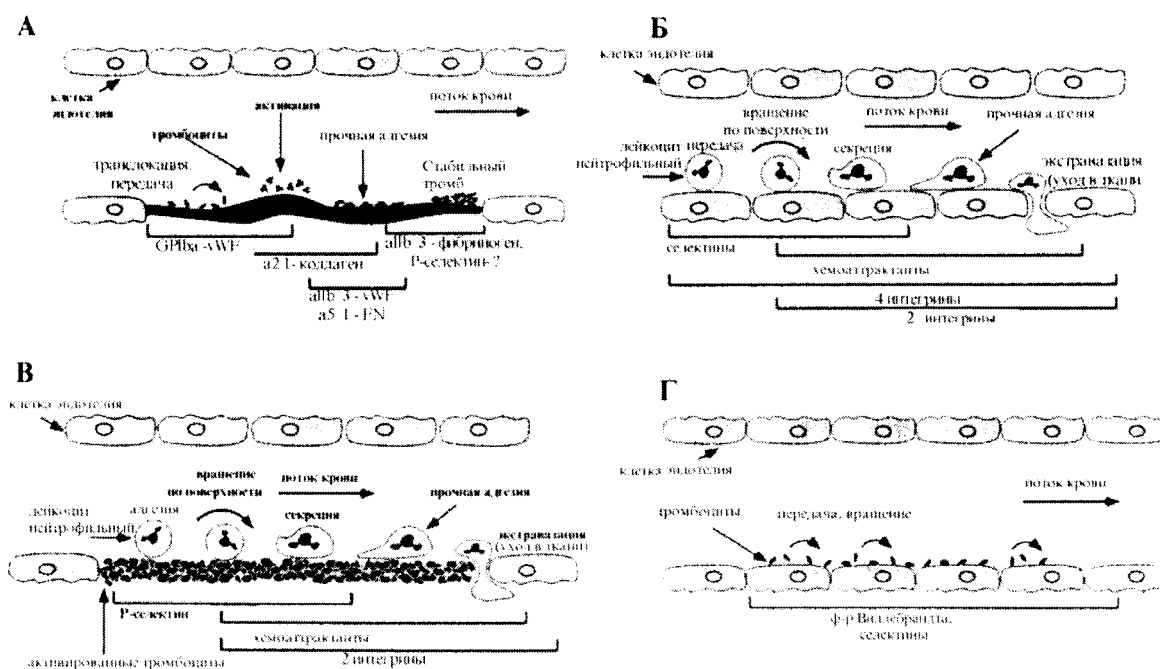 А
клетка
эндотелия
активация
поток крови
тромбоциты
прочная адгезия
транслокация,
передача
Стабильный
тромб
GPIba -vWF
aIIb 3 - фибриноген,
Р-селектин- ?
a2 1- коллаген
aIIb 3 - vWF
a5 1 - FN
Б
клетка эндотелия
вращение
по поверхности
поток крови
прочная адгезия
лейкоцит
нейтрофильный
передача
секреция
экстравазация
(уход в ткани
селектины
хемоаттрактанты
4 интегрины
2 интегрины
В
клетка эндотелия
вращение
по поверхности
поток крови
прочная адгезия
лейкоцит
нейтрофильный
адгезия
секреция
экстравазация
(уход в ткани)
Р-селектин
хемоаттрактанты
2 интегрины
активированные тромбоциты
Г
клетка эндотелия
поток крови
тромбоциты
передача, вращение
ф-р Виллебрандта,
селектины